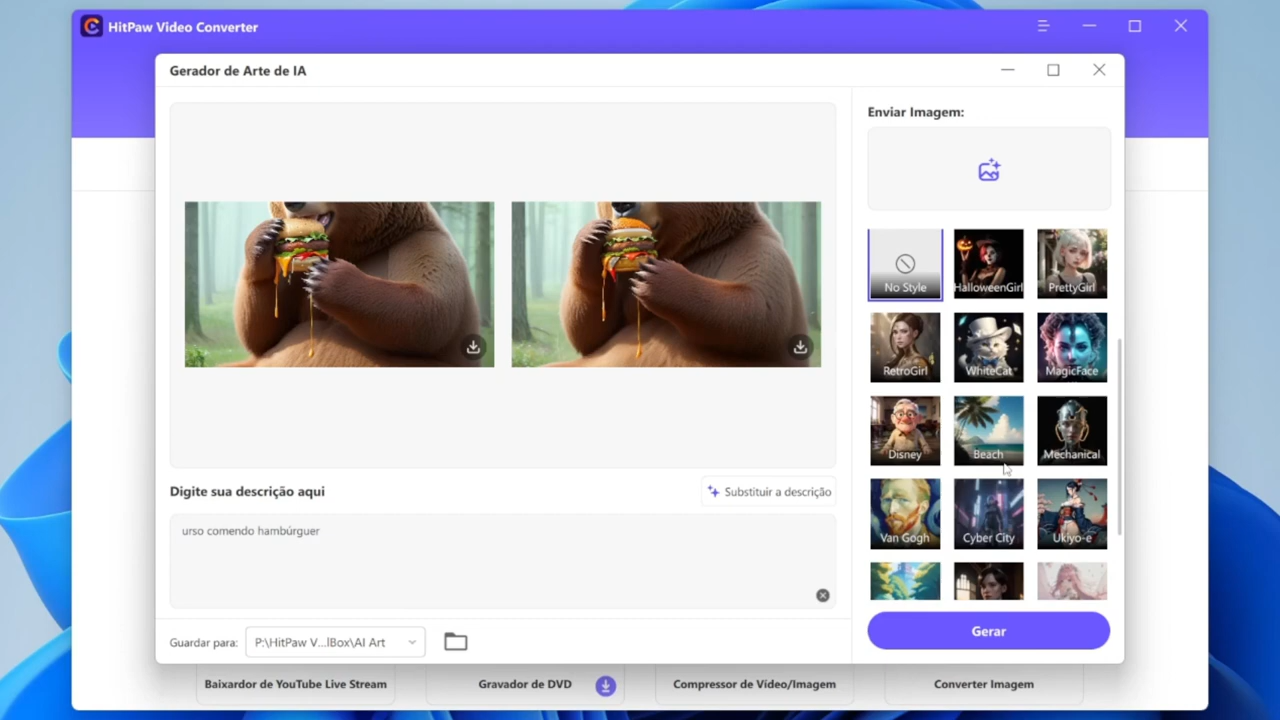 HitPaw Video Converter
Gerador de Arte de IA
Enviar Imagem:
No Style
HalloweenGirl
PrettyGirl
RetroGirl
WhiteCat
MagicFace
Disney
Beach
Mechanical
Van Gogh
Cyber City
Ukiyo-e
Digite sua descrição aqui
Substituir a descrição
urso comendo hambúrguer
Guardar para:
P:\HitPaw V...lBox\AI Art
Gerar
Baixardor de YouTube Live Stream
Gravador de DVD
Compressor de Vídeo/Imagem
Converter Imagem